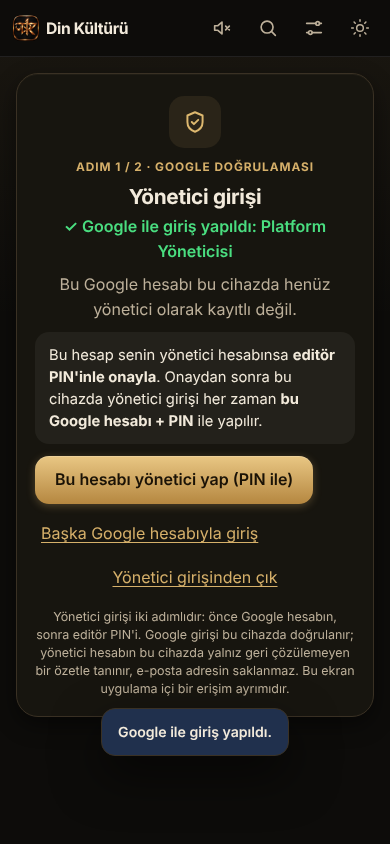 Din Kültürü
ADIM 1 / 2 · GOOGLE DOĞRULAMASI
Yönetici girişi
✓ Google ile giriş yapıldı: Platform
Yöneticisi
Bu Google hesabı bu cihazda henüz
yönetici olarak kayıtlı değil.
Bu hesap senin yönetici hesabınsa editör
PIN'inle onayla. Onaydan sonra bu
cihazda yönetici girişi her zaman bu
Google hesabı + PIN ile yapılır.
Bu hesabı yönetici yap (PIN ile)
Başka Google hesabıyla giriş
Yönetici girişinden çık
Yönetici girişi iki adımlıdır: önce Google hesabın,
sonra editör PIN'i. Google girişi bu cihazda doğrulanır;
yönetici hesabın bu cihazda yalnız geri çözülemeyen
bir özetle tanınır, e-posta adresin saklanmaz. Bu ekran
uygulama içi bir erişim ayrımıdır.
Google ile giriş yapıldı.